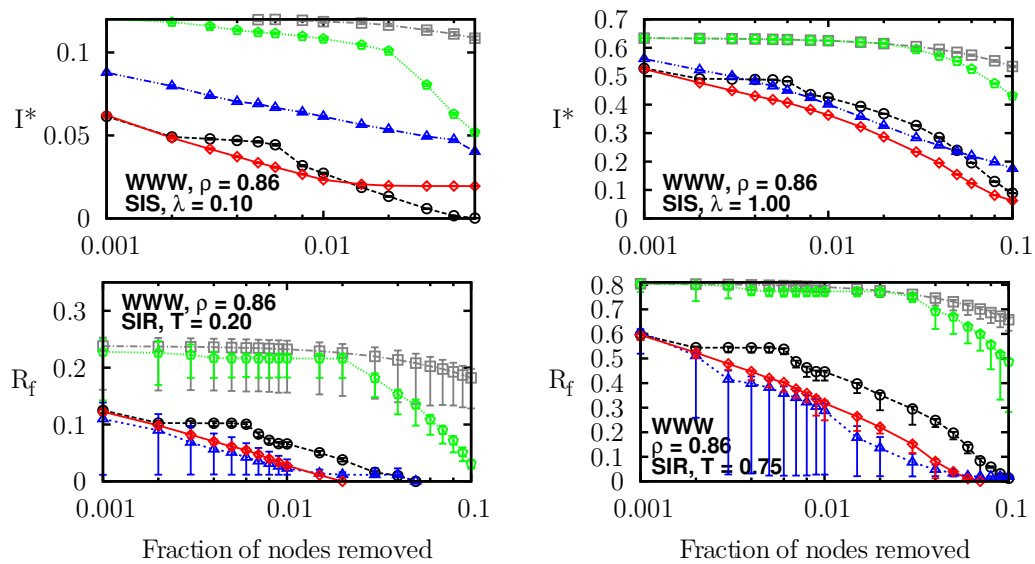 I*
0.1
0.05
0
0.001
0.01
WWW, ρ = 0.86
SIS, λ = 0.10
I*
0.7
0.6
0.5
0.4
0.3
0.2
0.1
0
0.001
0.01
0.1
WWW, ρ = 0.86
SIS, λ = 1.00
R_f
0.3
0.2
0.1
0
0.001
0.01
0.1
WWW, ρ = 0.86
SIR, T = 0.20
Fraction of nodes removed
R_f
0.8
0.7
0.6
0.5
0.4
0.3
0.2
0.1
0
0.001
0.01
0.1
WWW
ρ = 0.86
SIR, T = 0.75
Fraction of nodes removed